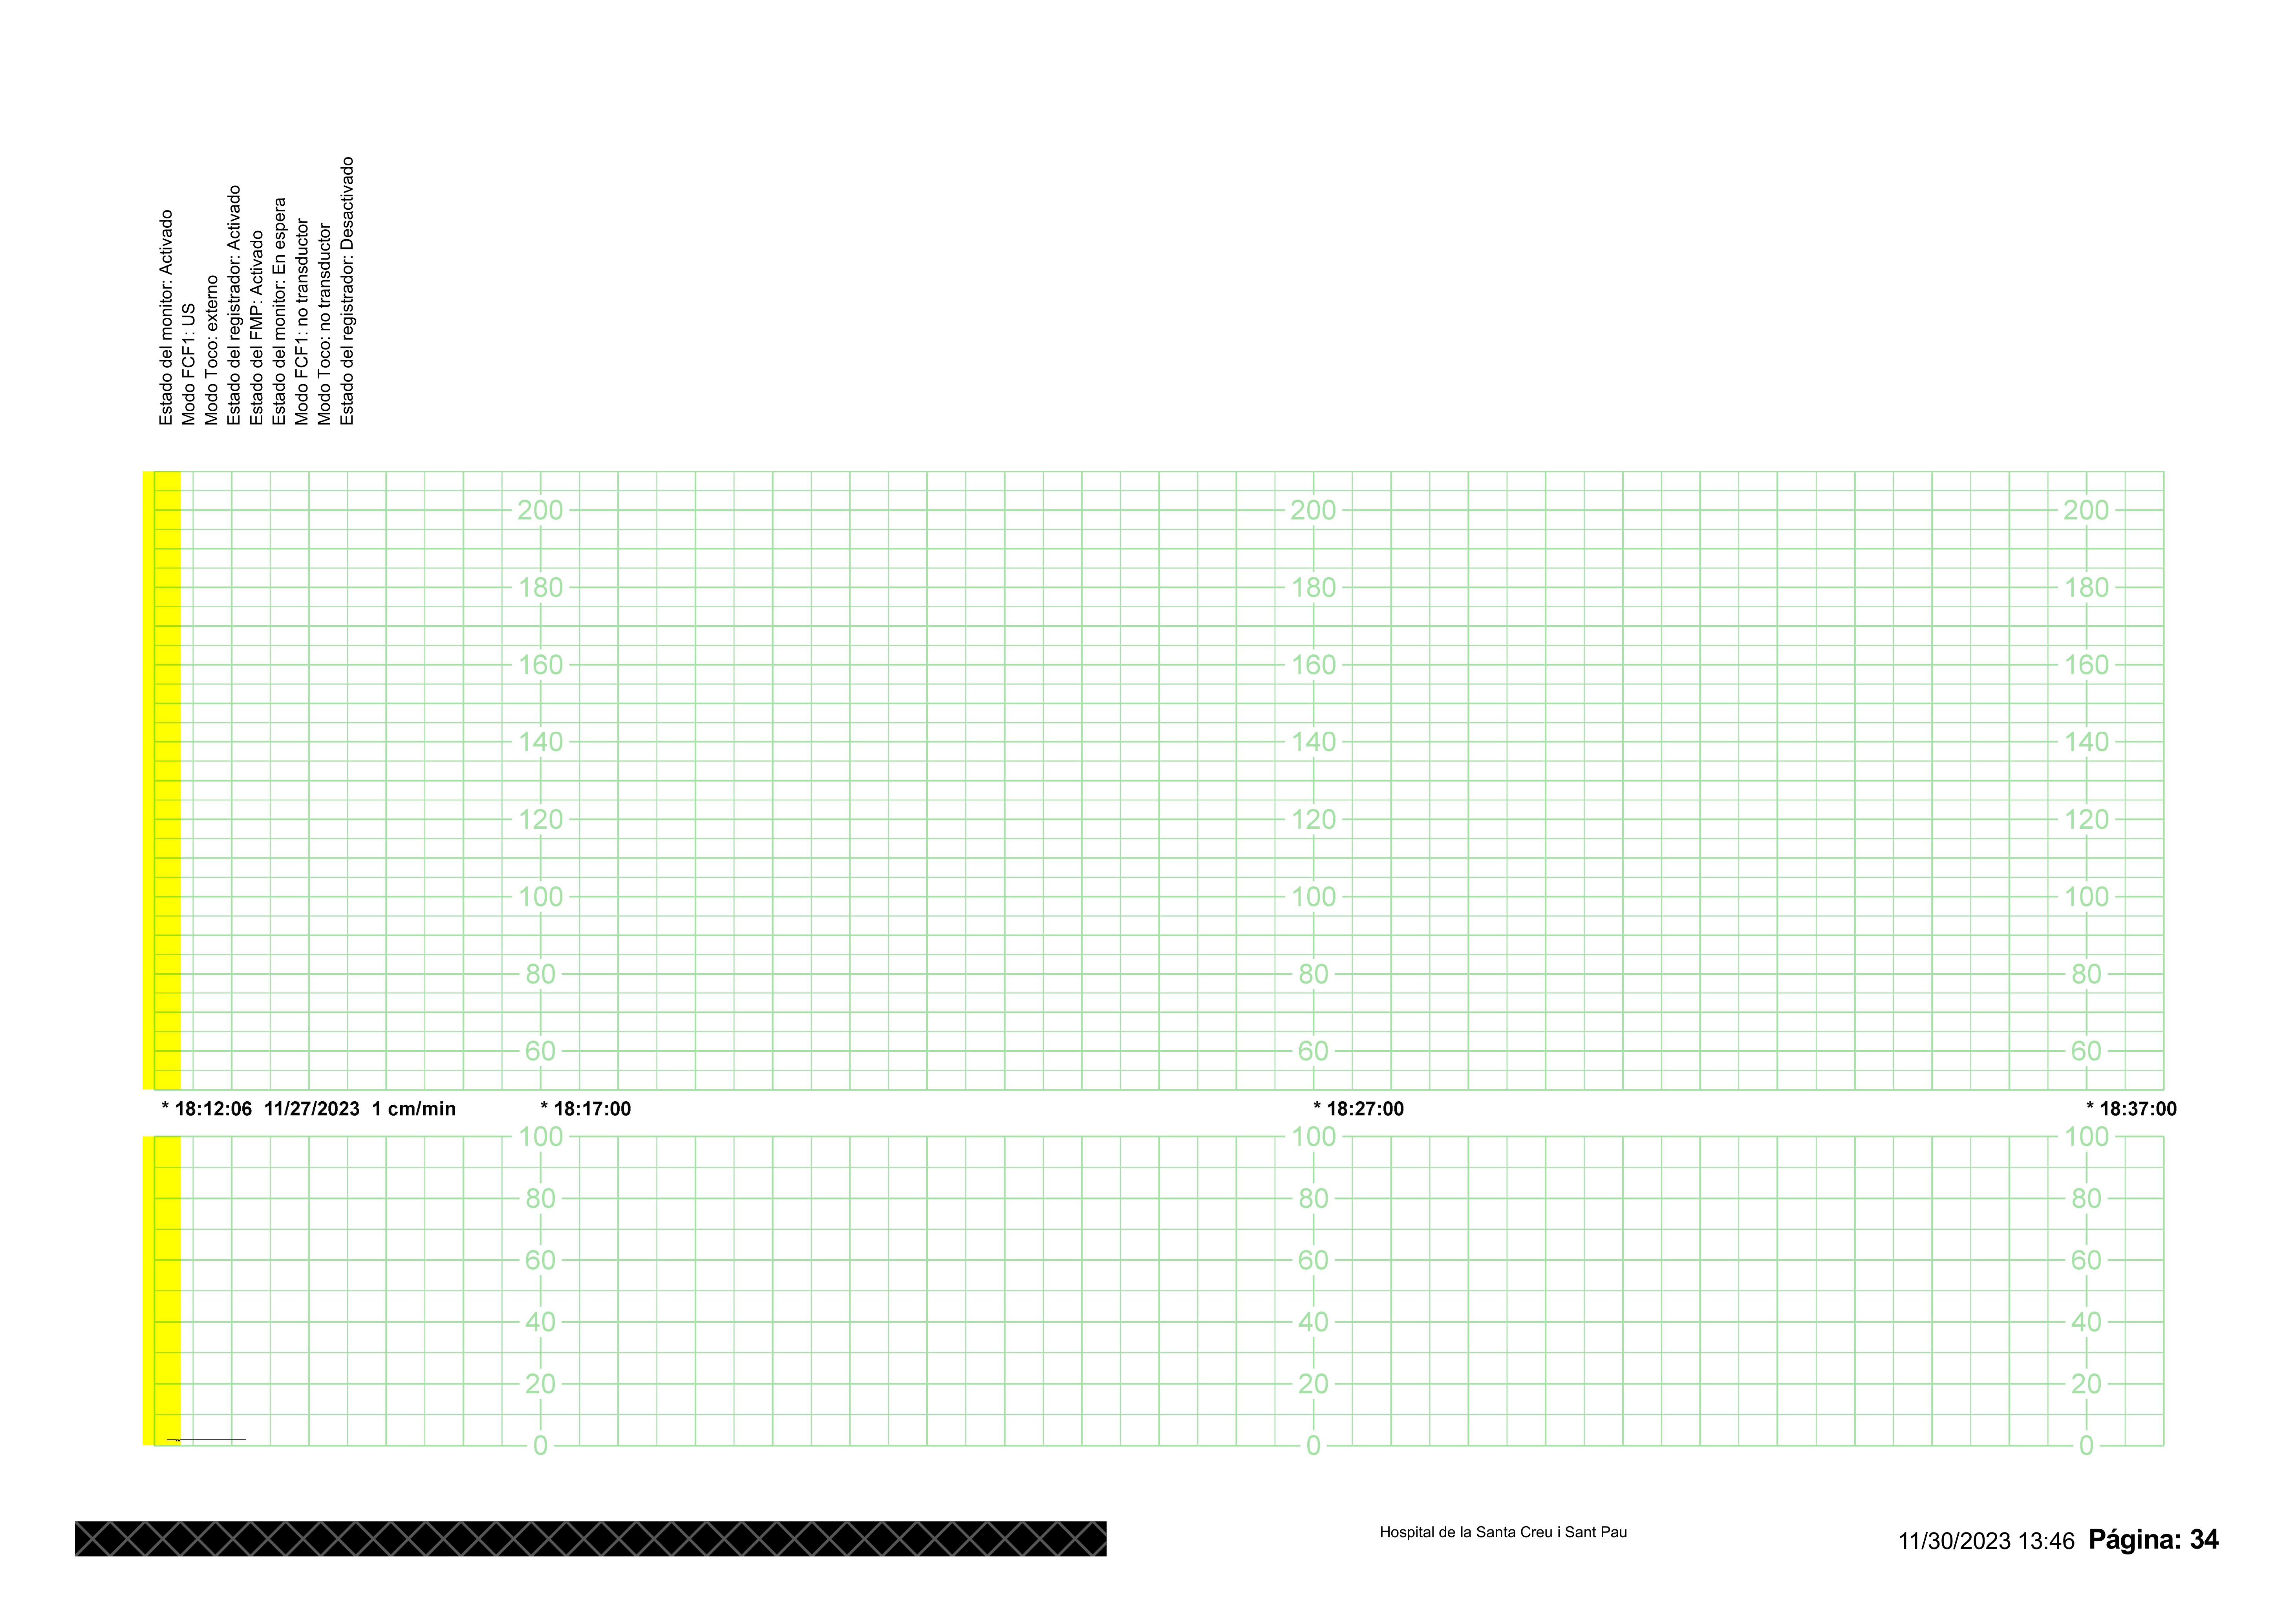 Estado del monitor: Activado
Modo FCF1: US
Modo Toco: externo
Estado del registrador: Activado
Estado del FMP: Activado
Estado del monitor: En espera
Modo FCF1: no transductor
Modo Toco: no transductor
Estado del registrador: Desactivado
200 200 200
180 180 180
160 160 160
140 140 140
120 120 120
100 100 100
80 80 80
60 60 60
* 18:12:06 11/27/2023 1 cm/min * 18:17:00 * 18:27:00 * 18:37:00
100 100 100
80 80 80
60 60 60
40 40 40
20 20 20
0 0 0
Hospital de la Santa Creu i Sant Pau
11/30/2023 13:46 Página: 34